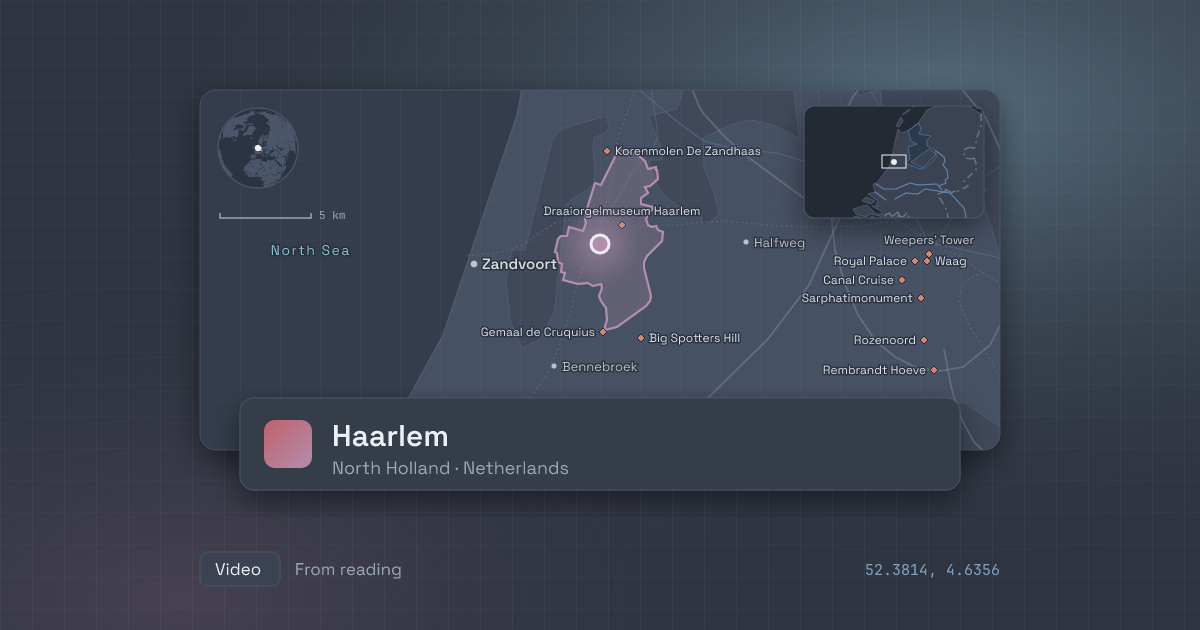 Korenmolen De Zandhaas
5 km
Draaiorgelmuseum Haarlem
North Sea
Halfweg
Weepers' Tower
Zandvoort
Royal Palace
Waag
Canal Cruise
Sarphatimonument
Gemaal de Cruquius
Big Spotters Hill
Rozenoord
Bennebroek
Rembrandt Hoeve
Haarlem
North Holland · Netherlands
Video
From reading
52.3814, 4.6356